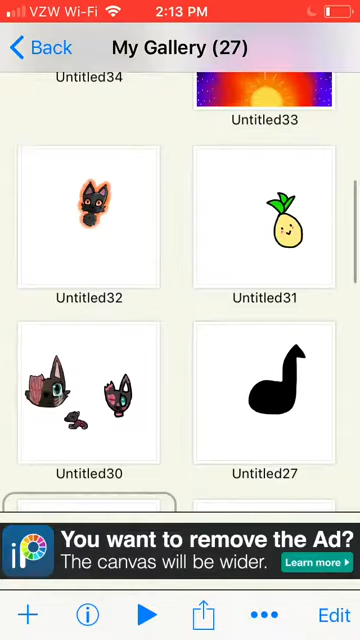 VZW Wi-Fi 2:13 PM
Back My Gallery (27)
Untitled34
Untitled33
Untitled32 Untitled31
Untitled30 Untitled27
iP You want to remove the Ad?
The canvas will be wider. Learn more
Edit